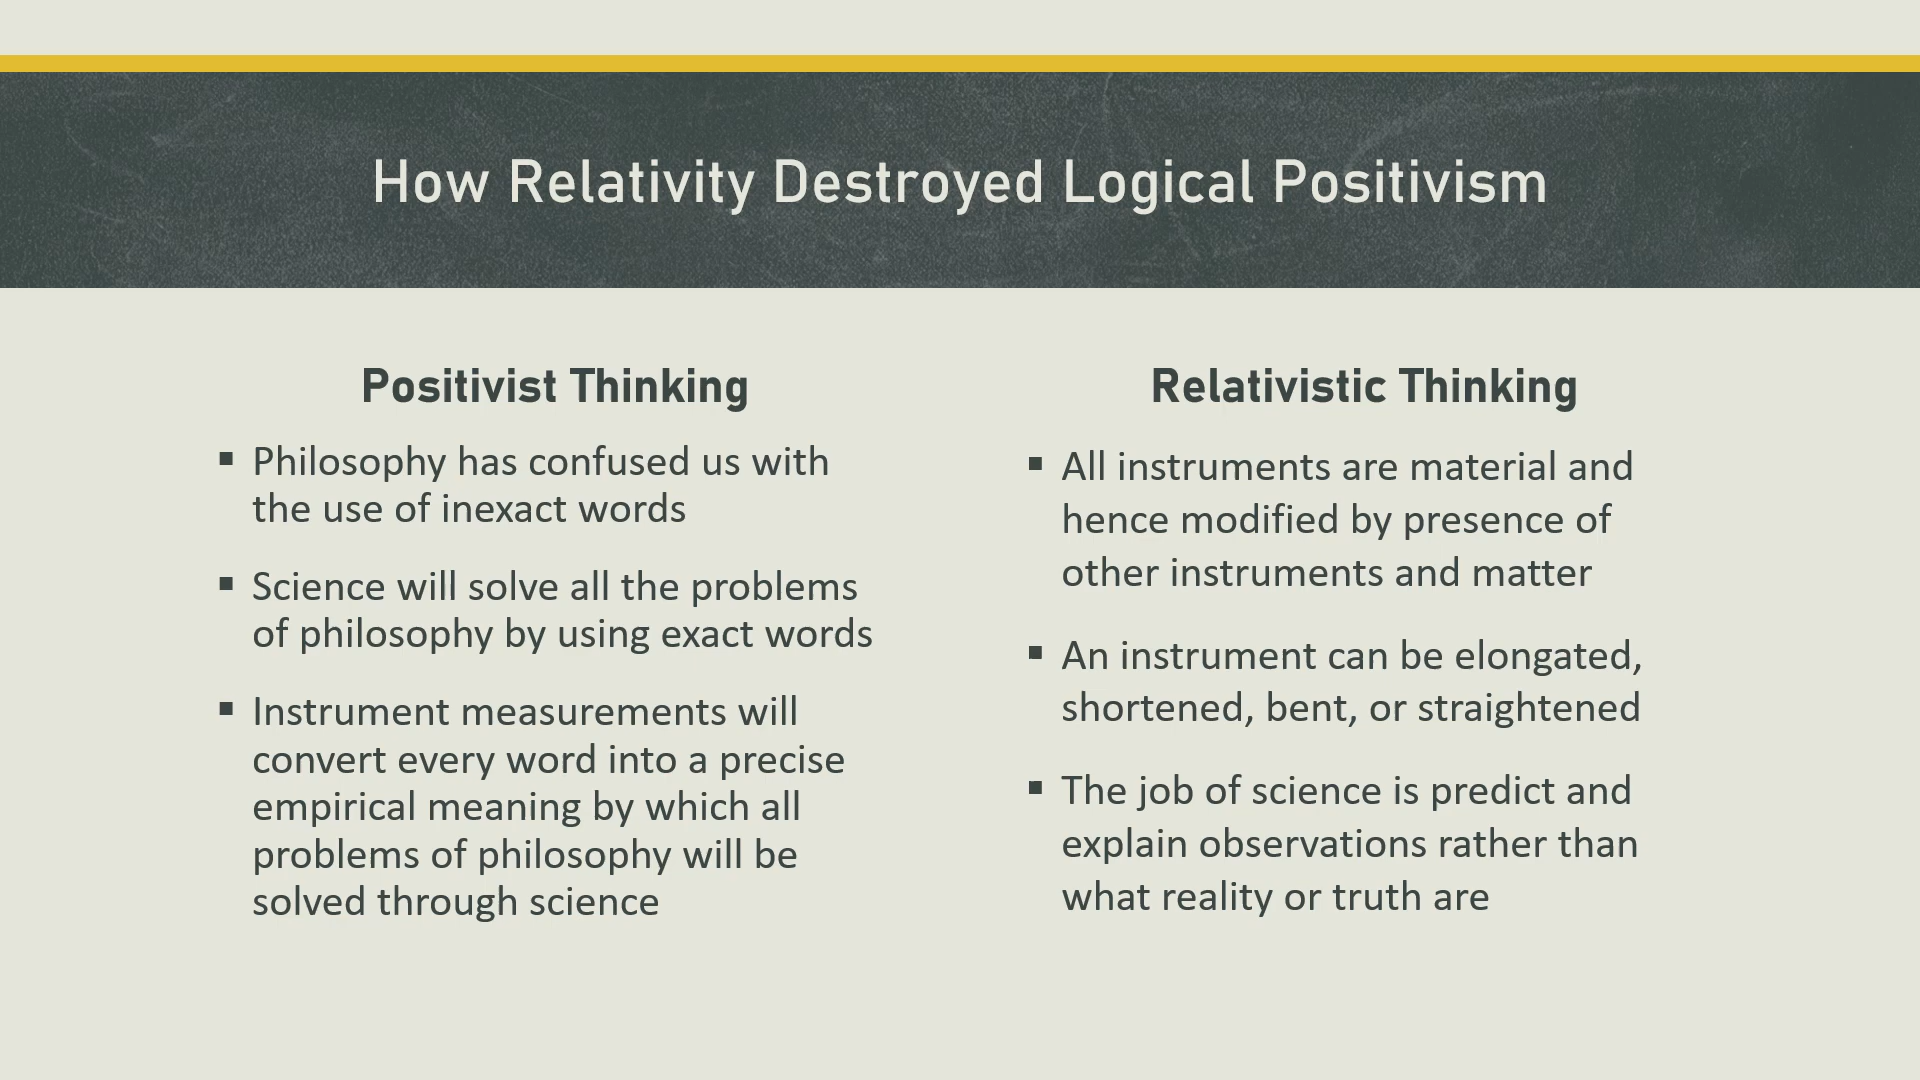 How Relativity Destroyed Logical Positivism
Positivist Thinking
▪ Philosophy has confused us with
the use of inexact words
▪ Science will solve all the problems
of philosophy by using exact words
▪ Instrument measurements will
convert every word into a precise
empirical meaning by which all
problems of philosophy will be
solved through science
Relativistic Thinking
▪ All instruments are material and
hence modified by presence of
other instruments and matter
▪ An instrument can be elongated,
shortened, bent, or straightened
▪ The job of science is predict and
explain observations rather than
what reality or truth are